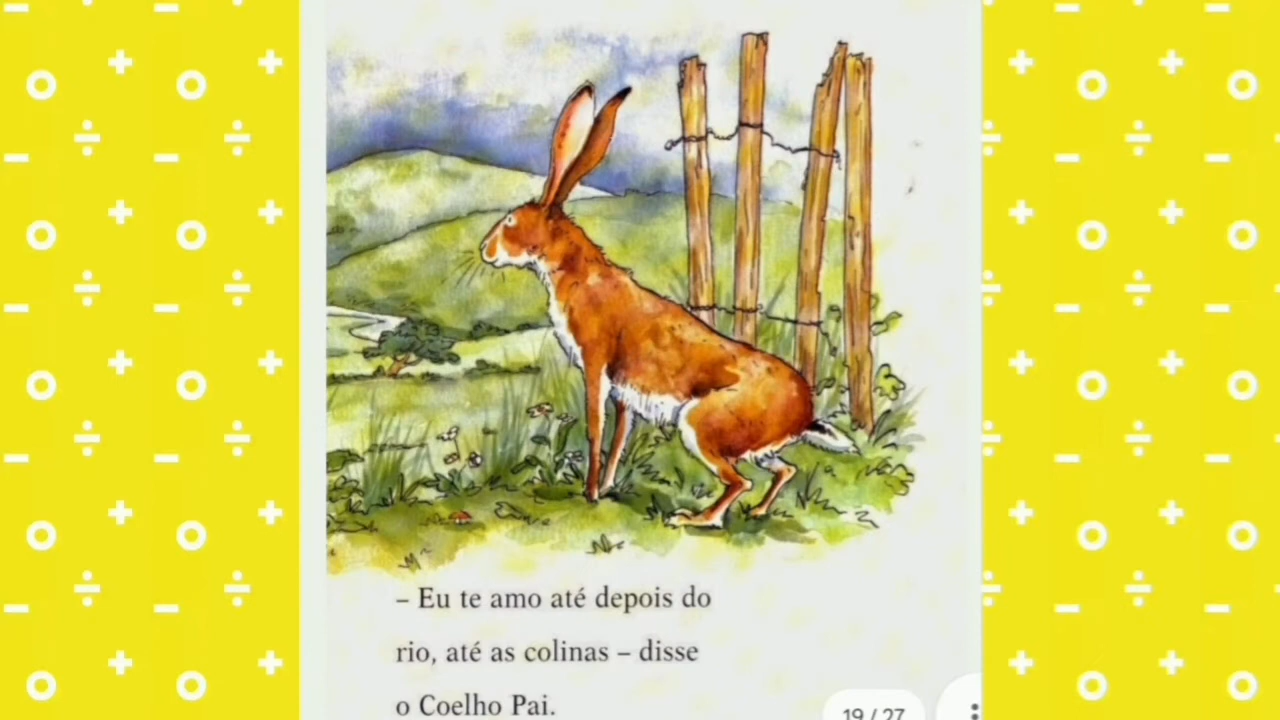 – Eu te amo até depois do
rio, até as colinas – disse
o Coelho Pai.
19 / 27